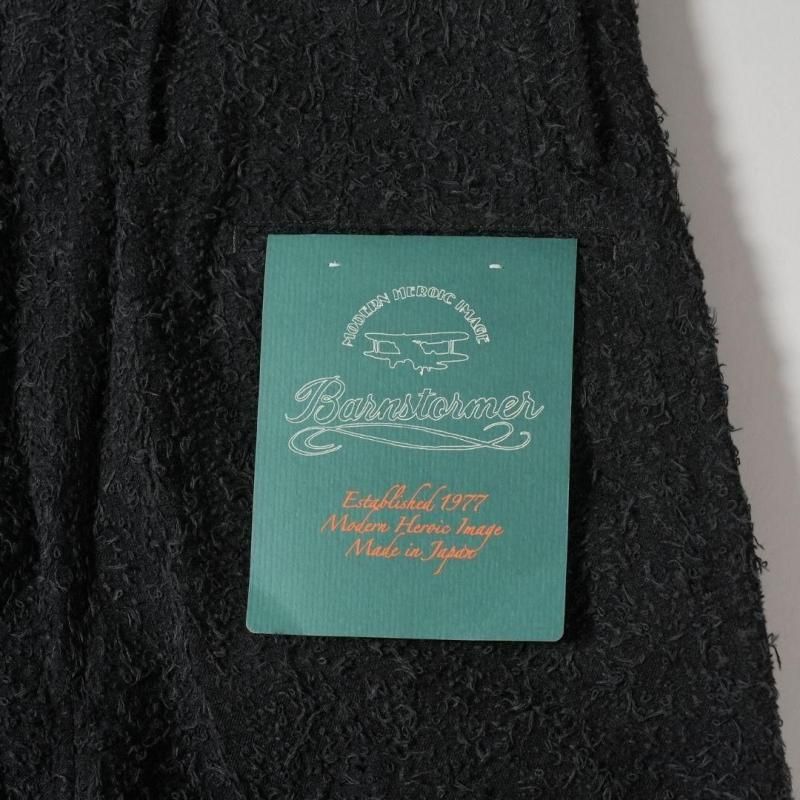 MODERN HEROIC IMAGE
Barnstormer
Established 1977
Modern Heroic Image
Made in Japan